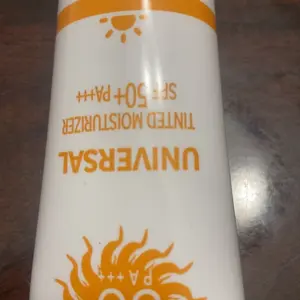 PA+++
UNIVERSAL
TINTED MOISTURIZER
SPF 50+ PA+++